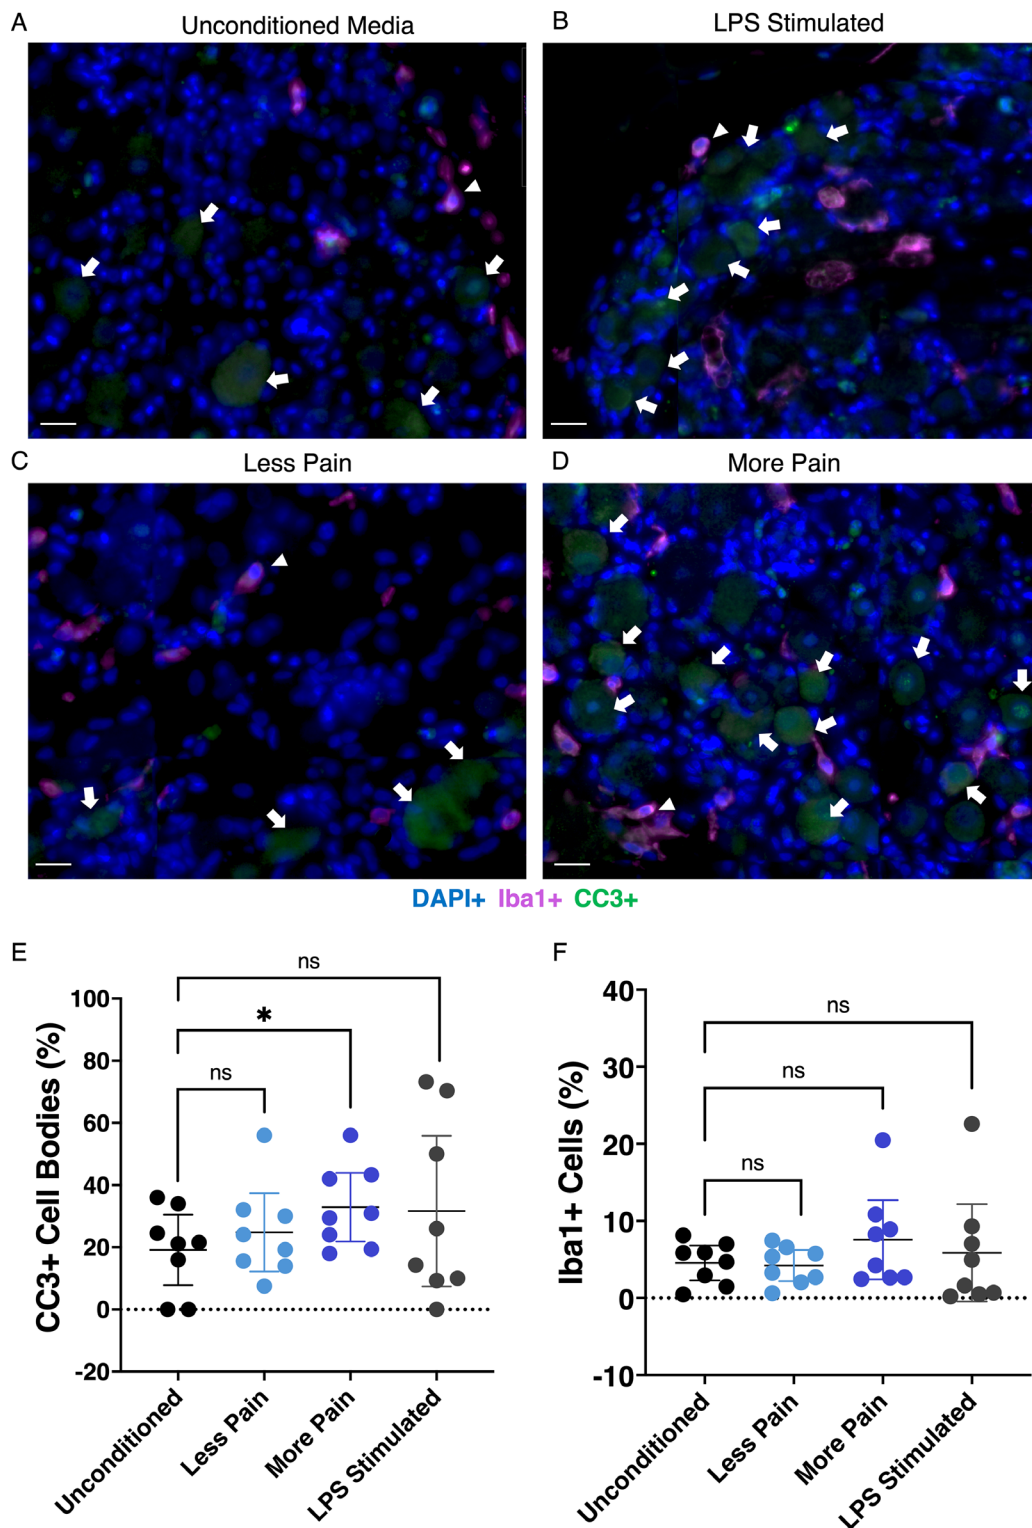 A Unconditioned Media
B LPS Stimulated
C Less Pain
D More Pain
DAPI+ Iba1+ CC3+
E
ns
*
ns
CC3+ Cell Bodies (%)
100
80
60
40
20
0
-20
Unconditioned
Less Pain
More Pain
LPS Stimulated
F
ns
ns
ns
Iba1+ Cells (%)
40
30
20
10
0
-10
Unconditioned
Less Pain
More Pain
LPS Stimulated